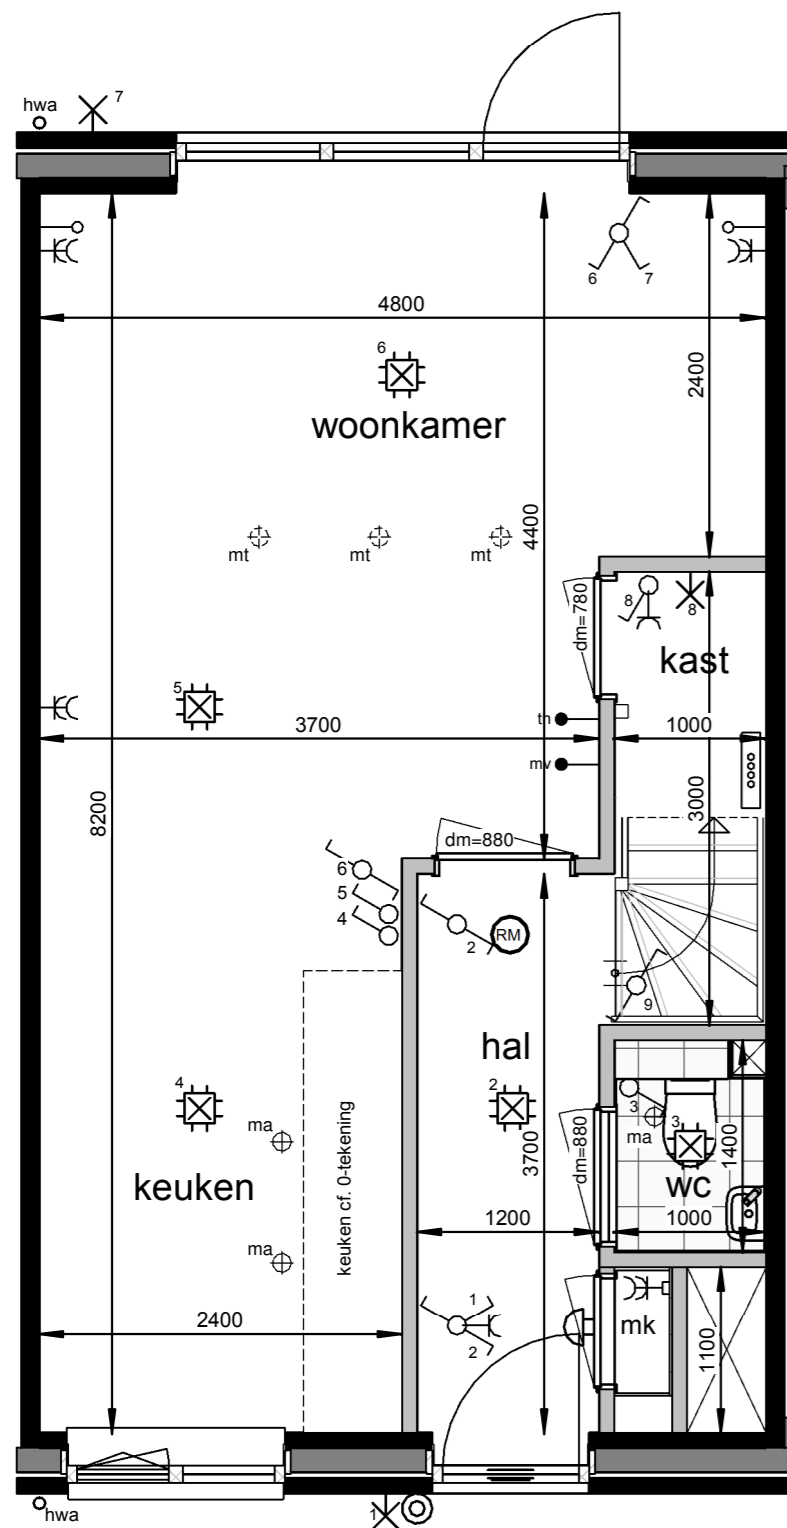 hwa
7
6
7
4800
2400
6
woonkamer
4400
mt
mt
mt
dm=780
8
8
kast
5
th
3700
1000
mv
3000
8200
dm=880
6
5
4
2
RM
9
hal
4
2
3
3
ma
ma
1400
keuken cf. 0-tekening
3700
dm=880
keuken
wc
1200
1000
ma
1
2
mk
2400
1100
hwa
1